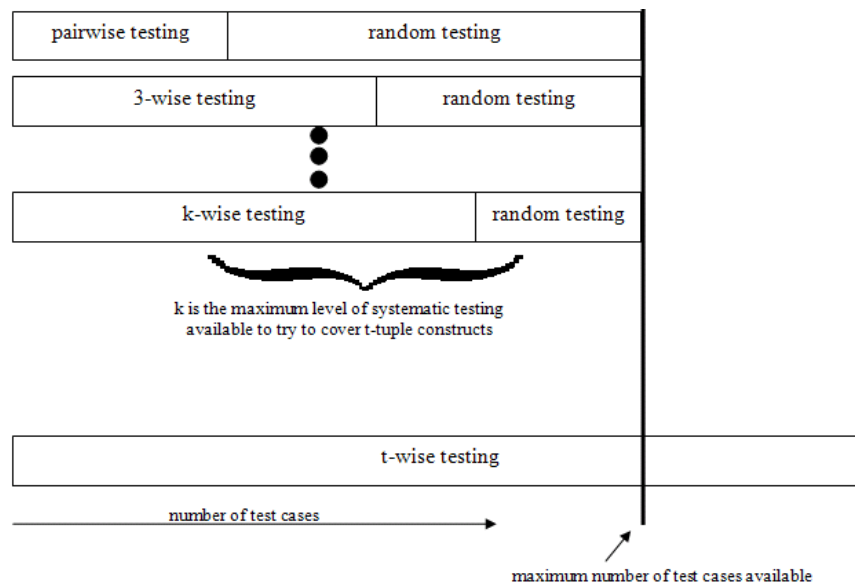 pairwise testing random testing
3-wise testing random testing
k-wise testing random testing
k is the maximum level of systematic testing
available to try to cover t-tuple constructs
t-wise testing
number of test cases
maximum number of test cases available